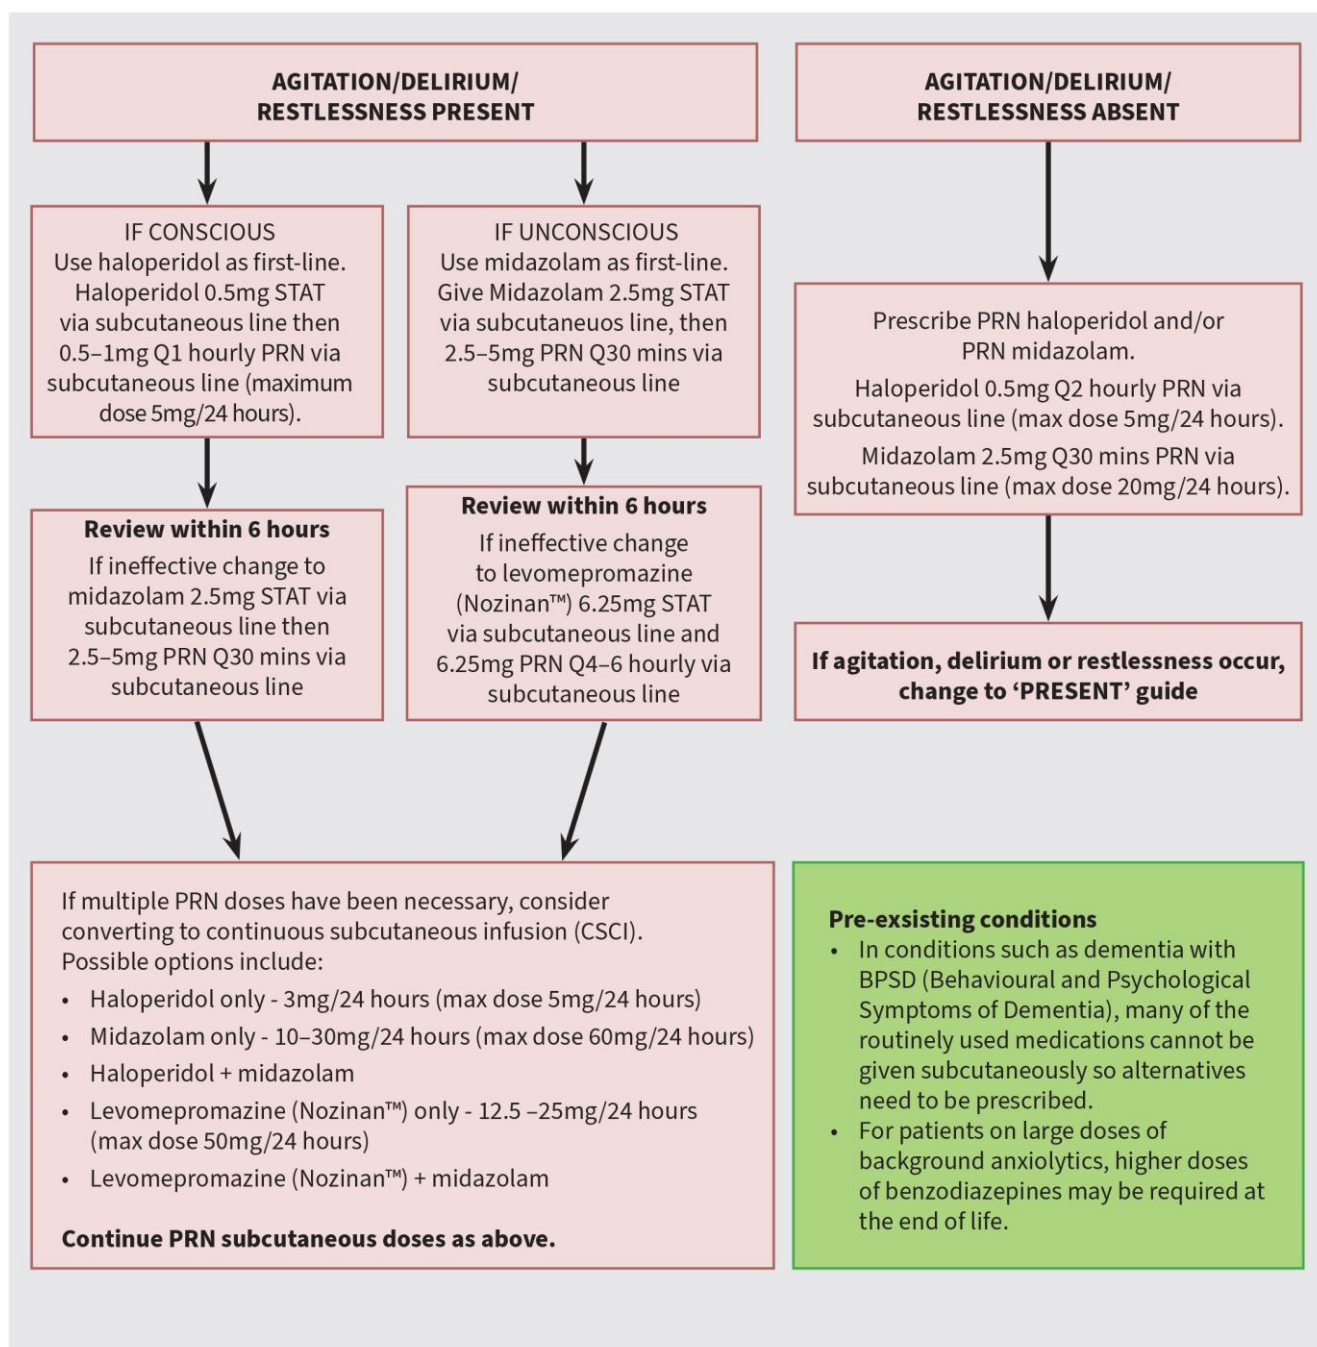 AGITATION/DELIRIUM/
RESTLESSNESS PRESENT
IF CONSCIOUS
Use haloperidol as first-line.
Haloperidol 0.5mg STAT
via subcutaneous line then
0.5–1mg Q1 hourly PRN via
subcutaneous line (maximum
dose 5mg/24 hours).
Review within 6 hours
If ineffective change to
midazolam 2.5mg STAT via
subcutaneous line then
2.5–5mg PRN Q30 mins via
subcutaneous line
IF UNCONSCIOUS
Use midazolam as first-line.
Give Midazolam 2.5mg STAT
via subcutaneuos line, then
2.5–5mg PRN Q30 mins via
subcutaneous line
Review within 6 hours
If ineffective change
to levomepromazine
(Nozinan™) 6.25mg STAT
via subcutaneous line and
6.25mg PRN Q4–6 hourly via
subcutaneous line
If multiple PRN doses have been necessary, consider
converting to continuous subcutaneous infusion (CSCI).
Possible options include:
• Haloperidol only - 3mg/24 hours (max dose 5mg/24 hours)
• Midazolam only - 10–30mg/24 hours (max dose 60mg/24 hours)
• Haloperidol + midazolam
• Levomepromazine (Nozinan™) only - 12.5 –25mg/24 hours
(max dose 50mg/24 hours)
• Levomepromazine (Nozinan™) + midazolam
Continue PRN subcutaneous doses as above.
AGITATION/DELIRIUM/
RESTLESSNESS ABSENT
Prescribe PRN haloperidol and/or
PRN midazolam.
Haloperidol 0.5mg Q2 hourly PRN via
subcutaneous line (max dose 5mg/24 hours).
Midazolam 2.5mg Q30 mins PRN via
subcutaneous line (max dose 20mg/24 hours).
If agitation, delirium or restlessness occur,
change to ‘PRESENT’ guide
Pre-exsisting conditions
• In conditions such as dementia with
BPSD (Behavioural and Psychological
Symptoms of Dementia), many of the
routinely used medications cannot be
given subcutaneously so alternatives
need to be prescribed.
• For patients on large doses of
background anxiolytics, higher doses
of benzodiazepines may be required at
the end of life.